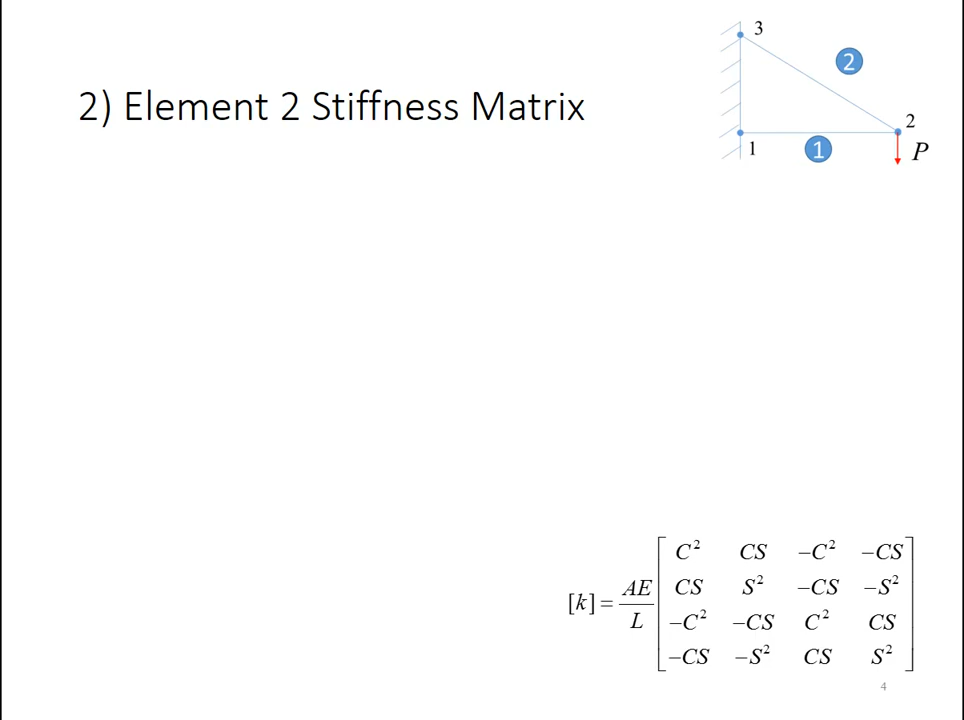 3
2
2) Element 2 Stiffness Matrix
2
1
1
P
C² CS −C² −CS
[k] = AE/L CS S² −CS −S²
−C² −CS C² CS
−CS −S² CS S²
4